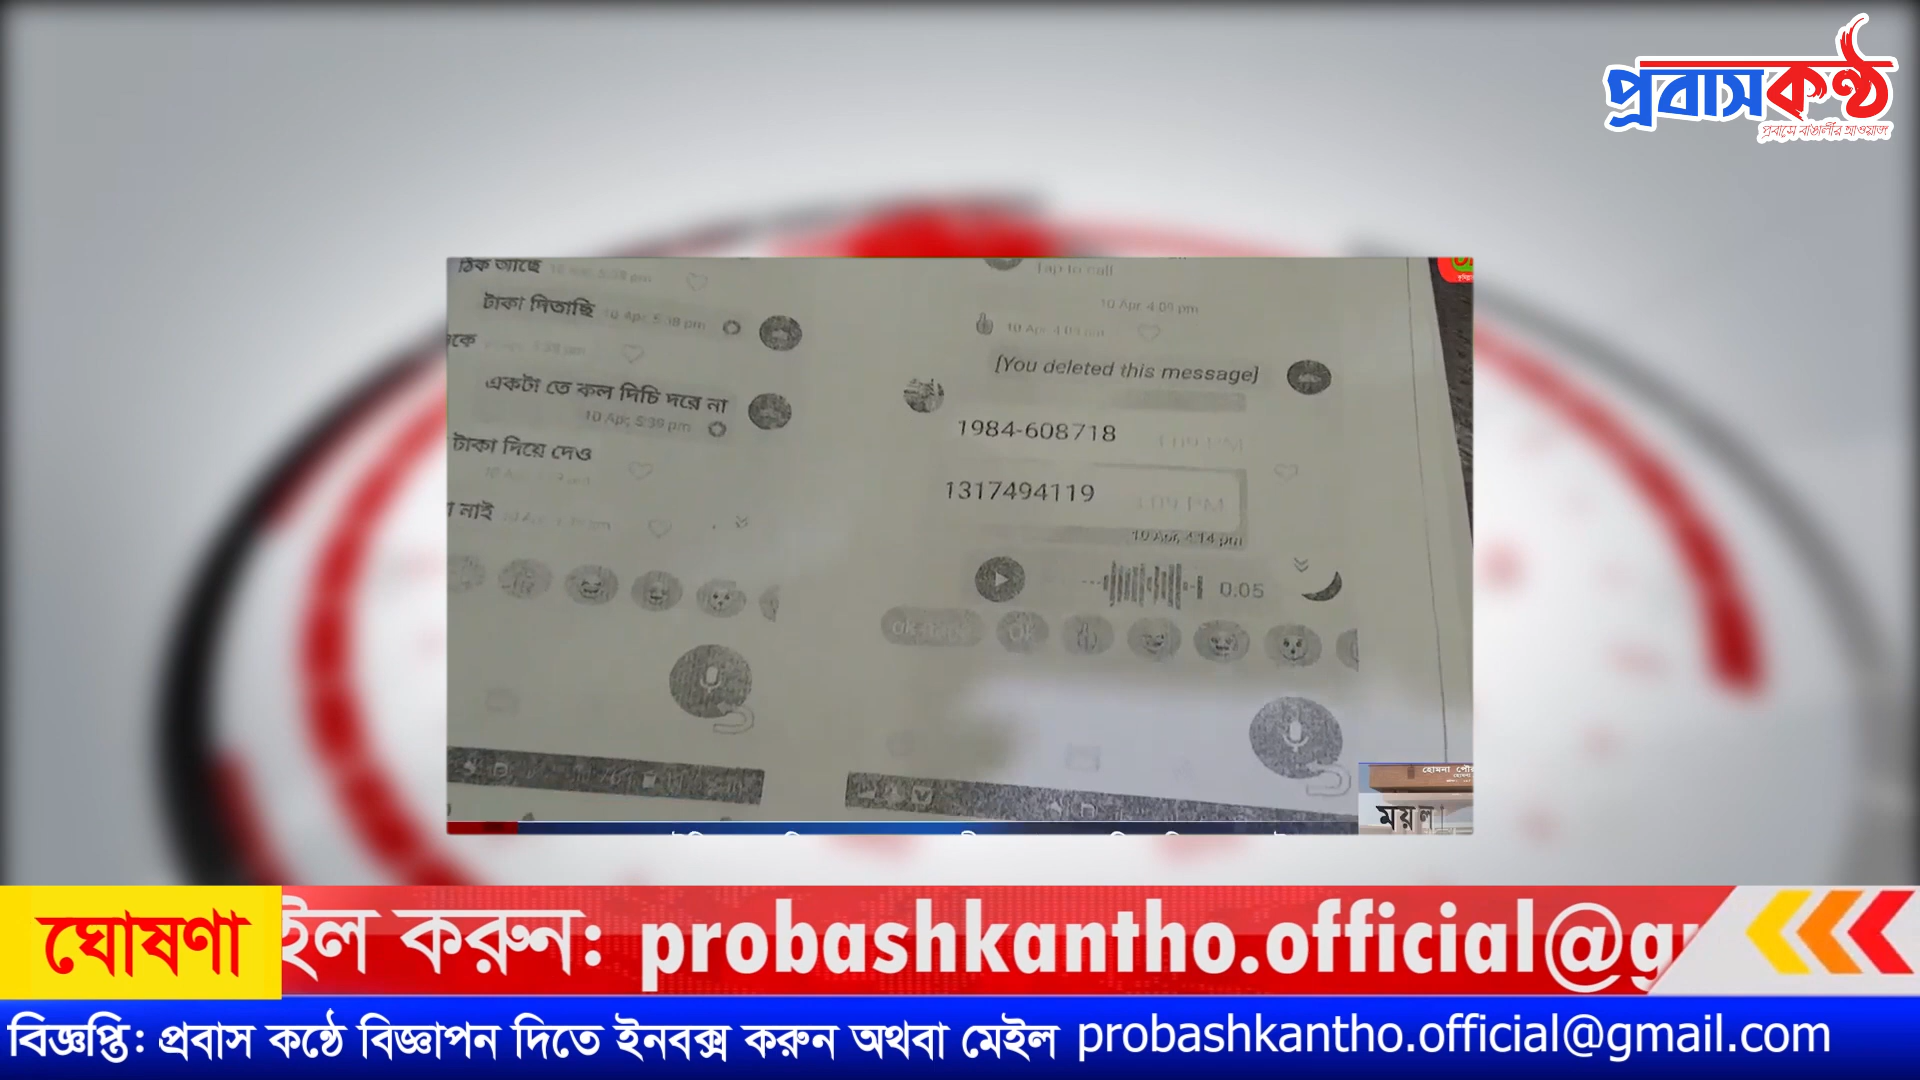 প্রবাসকণ্ঠ
প্রবাসে বাঙালীর আওয়াজ
ঠিক আছে
টাকা দিতাছি 10 Apr, 5:38 pm
একটা তে কল দিচি দরে না
10 Apr, 5:39 pm
টাকা দিয়ে দেও
নাই
Tap to call
10 Apr 4:09 pm
[You deleted this message]
1984-608718
1317494119
10 Apr, 4:14 pm
0:05
Ok
হোমনা পৌর
ময়লা
ঘোষণা
ইল করুন: probashkantho.official@g
বিজ্ঞপ্তি: প্রবাস কন্ঠে বিজ্ঞাপন দিতে ইনবক্স করুন অথবা মেইল probashkantho.official@gmail.com